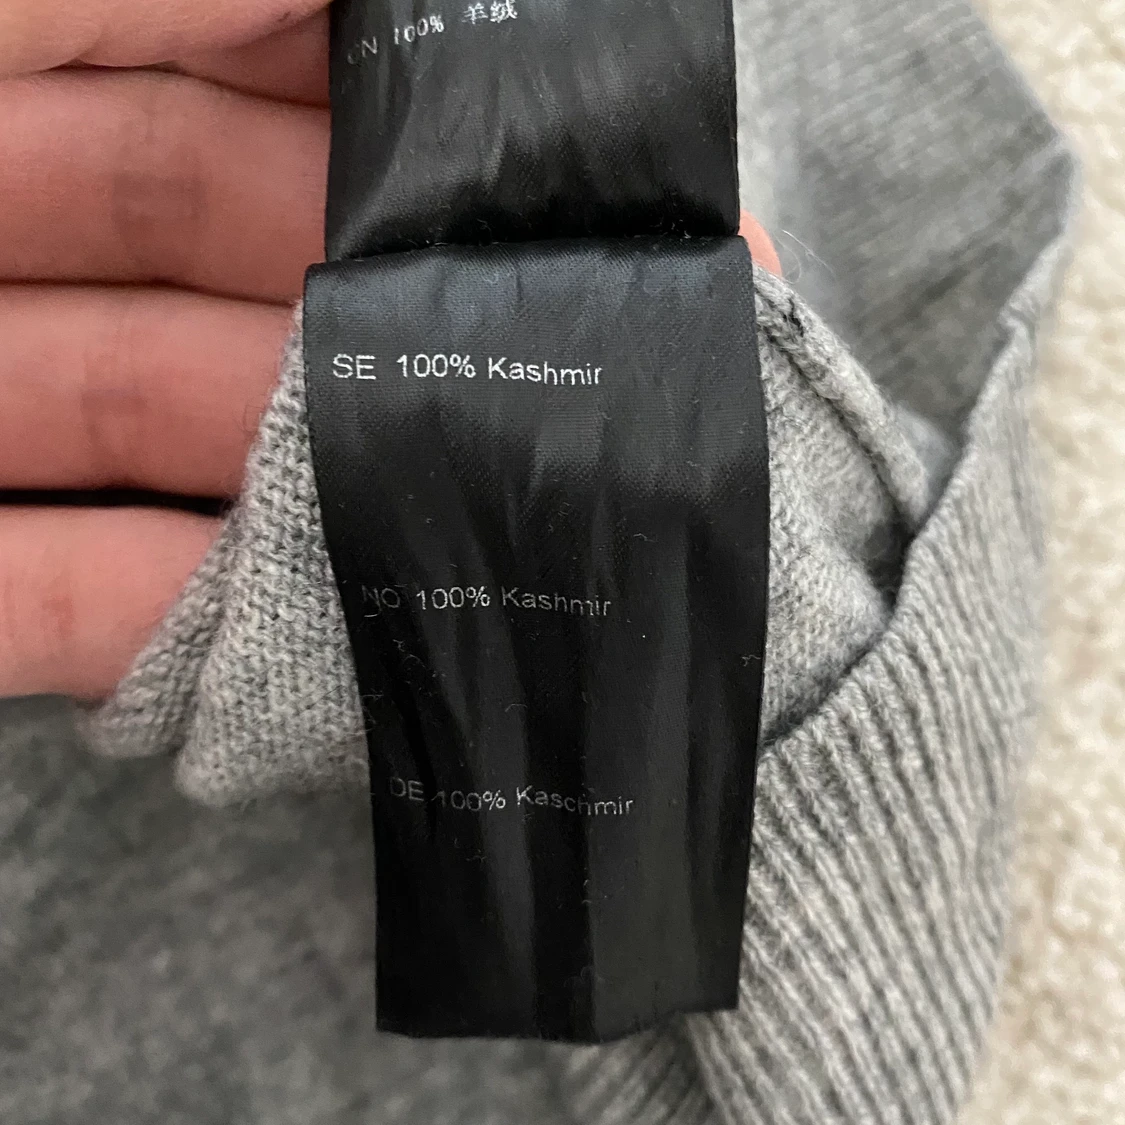 CN 100% 羊绒
SE 100% Kashmir
NO 100% Kashmir
DE 100% Kaschmir